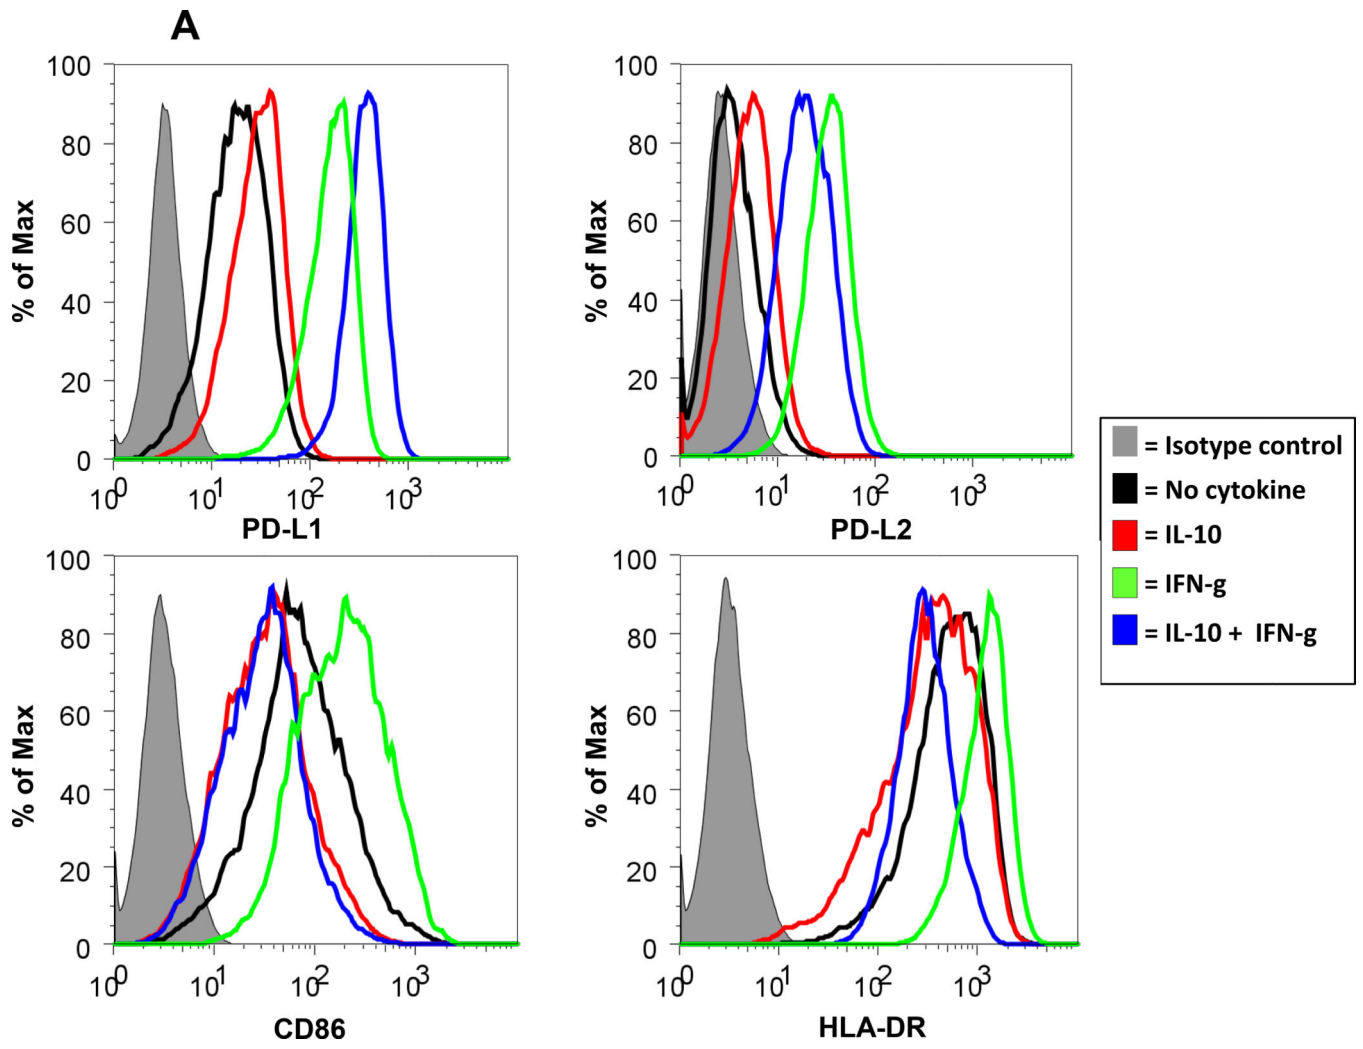 A
100
80
60
40
20
0
% of Max
10^0 10^1 10^2 10^3
PD-L1
100
80
60
40
20
0
% of Max
10^0 10^1 10^2 10^3
PD-L2
= Isotype control
= No cytokine
= IL-10
= IFN-g
= IL-10 + IFN-g
100
80
60
40
20
0
% of Max
10^0 10^1 10^2 10^3
CD86
100
80
60
40
20
0
% of Max
10^0 10^1 10^2 10^3
HLA-DR